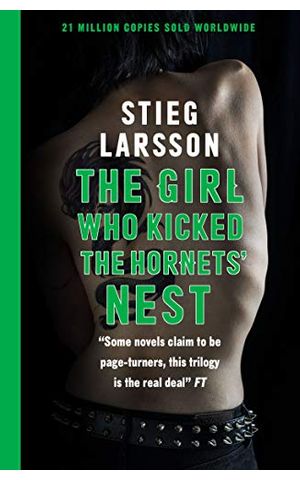 21 MILLION COPIES SOLD WORLDWIDE
STIEG
LARSSON
THE GIRL
WHO KICKED
THE HORNETS'
NEST
“Some novels claim to be
page-turners, this trilogy
is the real deal” FT